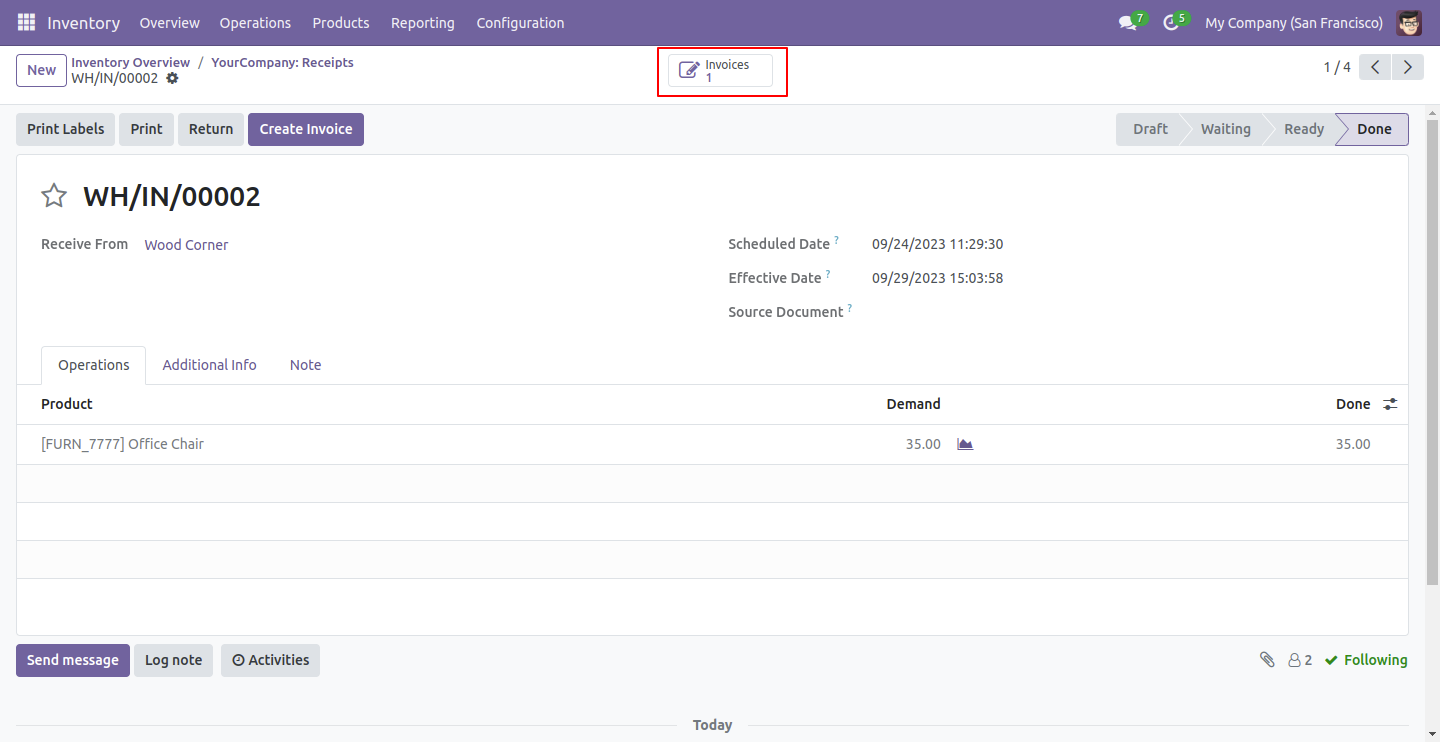 Inventory Overview Operations Products Reporting Configuration 7 5 My Company (San Francisco)
New Inventory Overview / YourCompany: Receipts
WH/IN/00002
Invoices
1
1 / 4
Print Labels Print Return Create Invoice Draft Waiting Ready Done
WH/IN/00002
Receive From Wood Corner
Scheduled Date ? 09/24/2023 11:29:30
Effective Date ? 09/29/2023 15:03:58
Source Document ?
Operations Additional Info Note
Product Demand Done
[FURN_7777] Office Chair 35.00 35.00
Send message Log note Activities 2 Following
Today